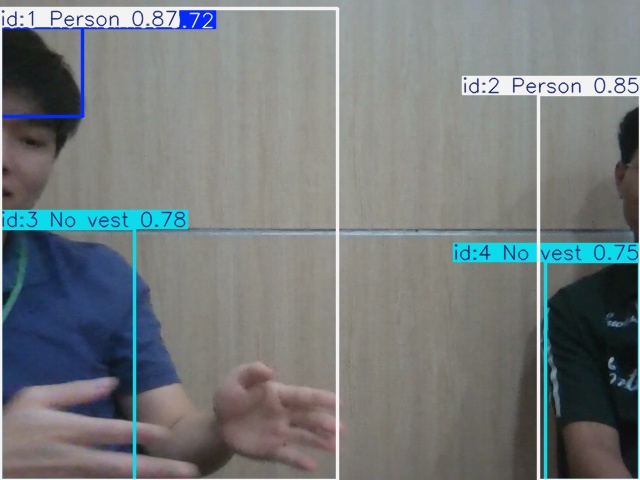 id:1 Person 0.87
.72
id:2 Person 0.85
id:3 No vest 0.78
id:4 No vest 0.75